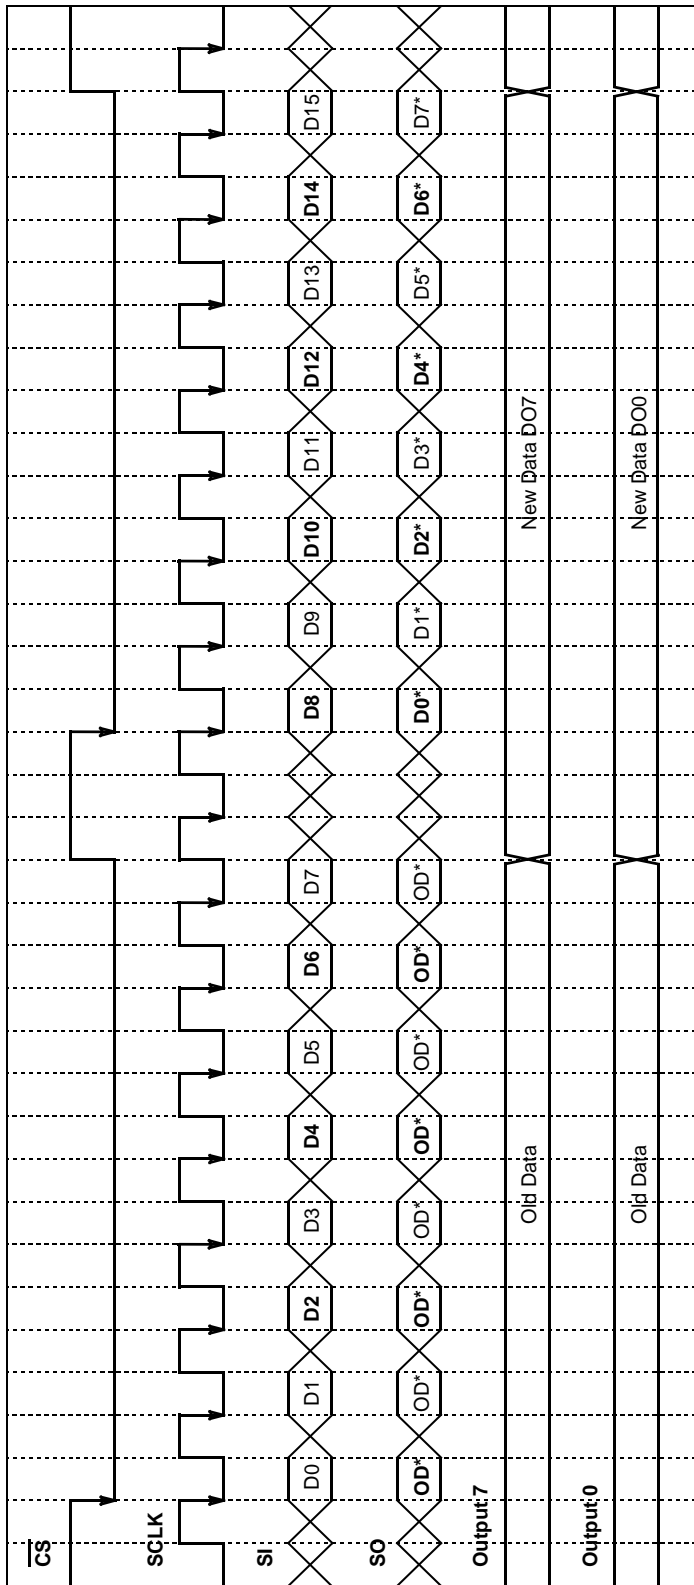 CS
SCLK
SI
D0 D1 D2 D3 D4 D5 D6 D7 D8 D9 D10 D11 D12 D13 D14 D15
SO
OD* OD* OD* OD* OD* OD* OD* OD* D0* D1* D2* D3* D4* D5* D6* D7*
Output 7
Old Data New Data DO7
Output 0
Old Data New Data DO0